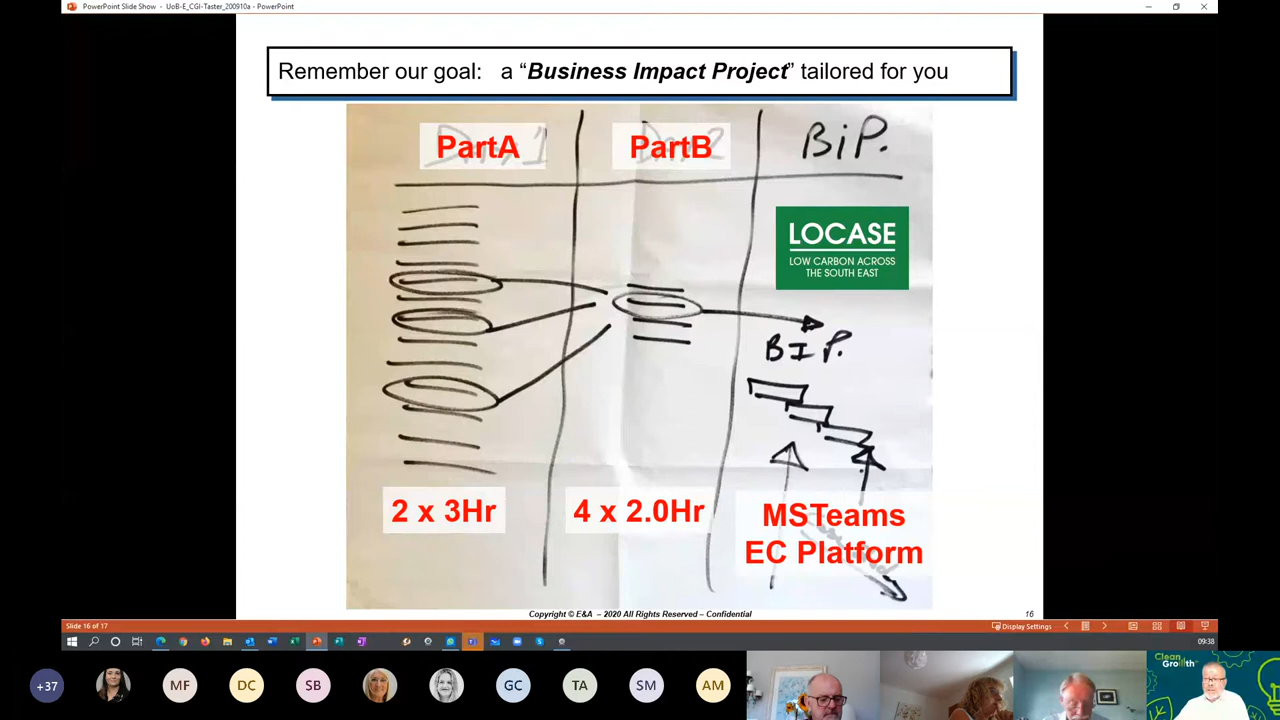 PowerPoint Slide Show - UoB-E_CGI-Taster_200910a - PowerPoint
Remember our goal: a “Business Impact Project” tailored for you
PartA
PartB
BiP.
LOCASE
LOW CARBON ACROSS
THE SOUTH EAST
BIP.
2 x 3Hr
4 x 2.0Hr
MSTeams
EC Platform
Copyright © E&A – 2020 All Rights Reserved – Confidential
16
Slide 16 of 17
Display Settings
09:38
+37
MF
DC
SB
GC
TA
SM
AM
Clean
Growth